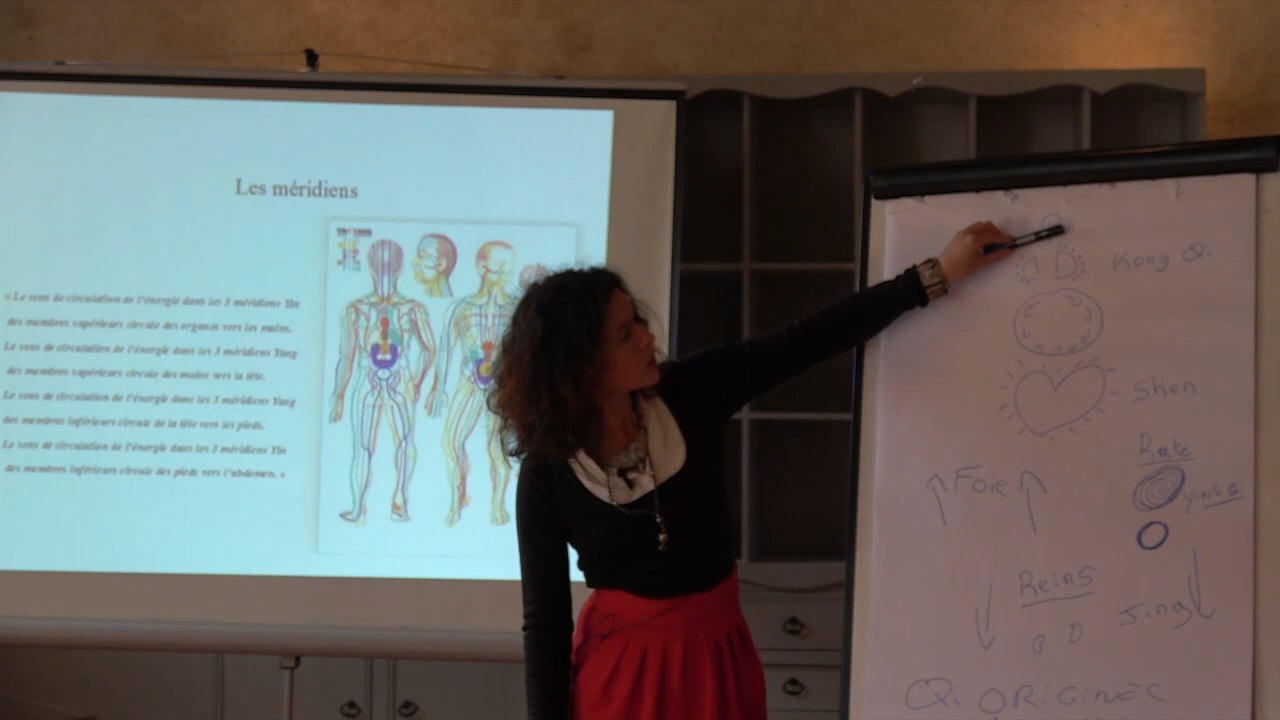 Les méridiens
« Le sens de circulation de l'énergie dans les 3 méridiens Yin
des membres supérieurs circule des organes vers les mains.
Le sens de circulation de l'énergie dans les 3 méridiens Yang
des membres supérieurs circule des mains vers la tête.
Le sens de circulation de l'énergie dans les 3 méridiens Yang
des membres inférieurs circule de la tête vers les pieds.
Le sens de circulation de l'énergie dans les 3 méridiens Yin
des membres inférieurs circule des pieds vers l'abdomen. »
Kong Qi
Shen
Rate
Foie
Ying Qi
Reins
Jing
Qi ORiGiNEL